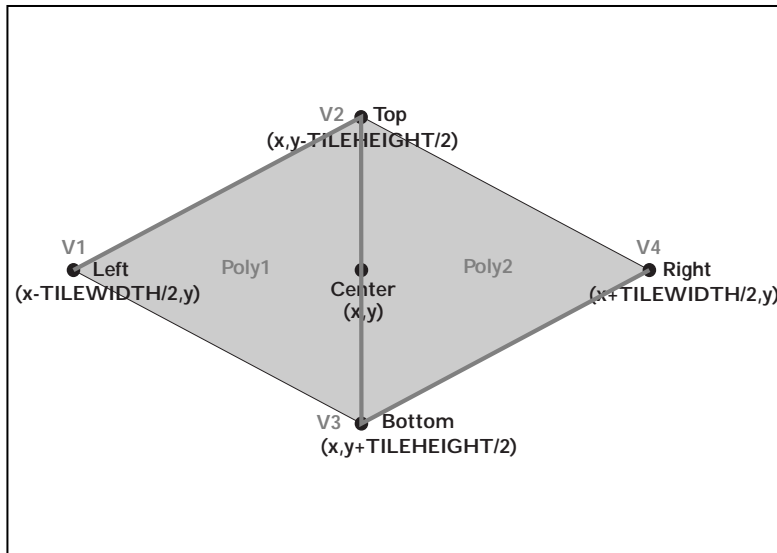 V2 Top
(x,y-TILEHEIGHT/2)
V1
Left
(x-TILEWIDTH/2,y)
Poly1
Poly2
Center
(x,y)
V4
Right
(x+TILEWIDTH/2,y)
V3 Bottom
(x,y+TILEHEIGHT/2)